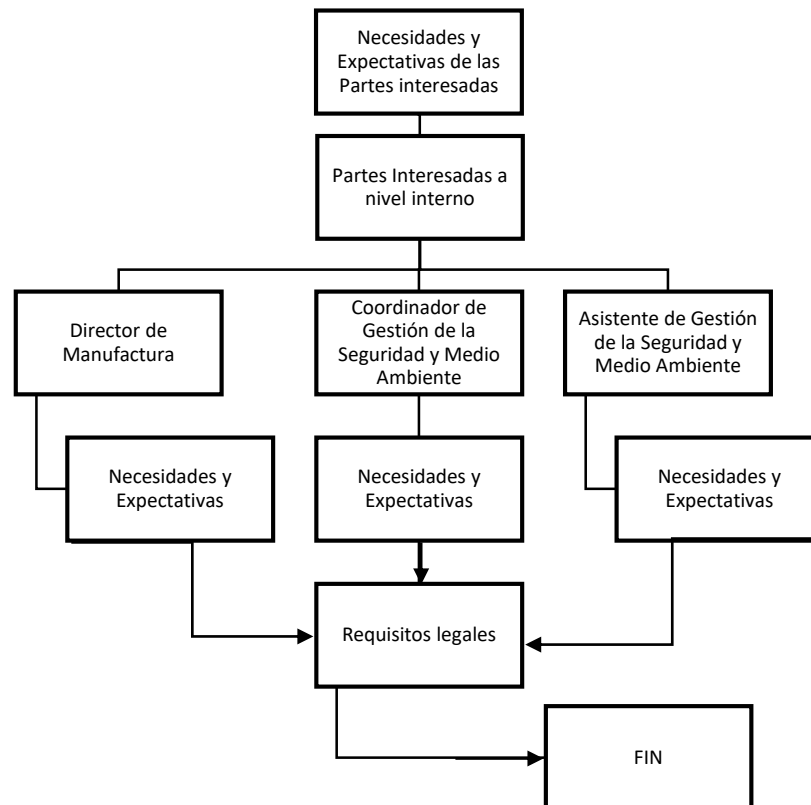 Necesidades y
Expectativas de las
Partes interesadas
Partes Interesadas a
nivel interno
Director de
Manufactura
Coordinador de
Gestión de la
Seguridad y Medio
Ambiente
Asistente de Gestión
de la Seguridad y
Medio Ambiente
Necesidades y
Expectativas
Necesidades y
Expectativas
Necesidades y
Expectativas
Requisitos legales
FIN